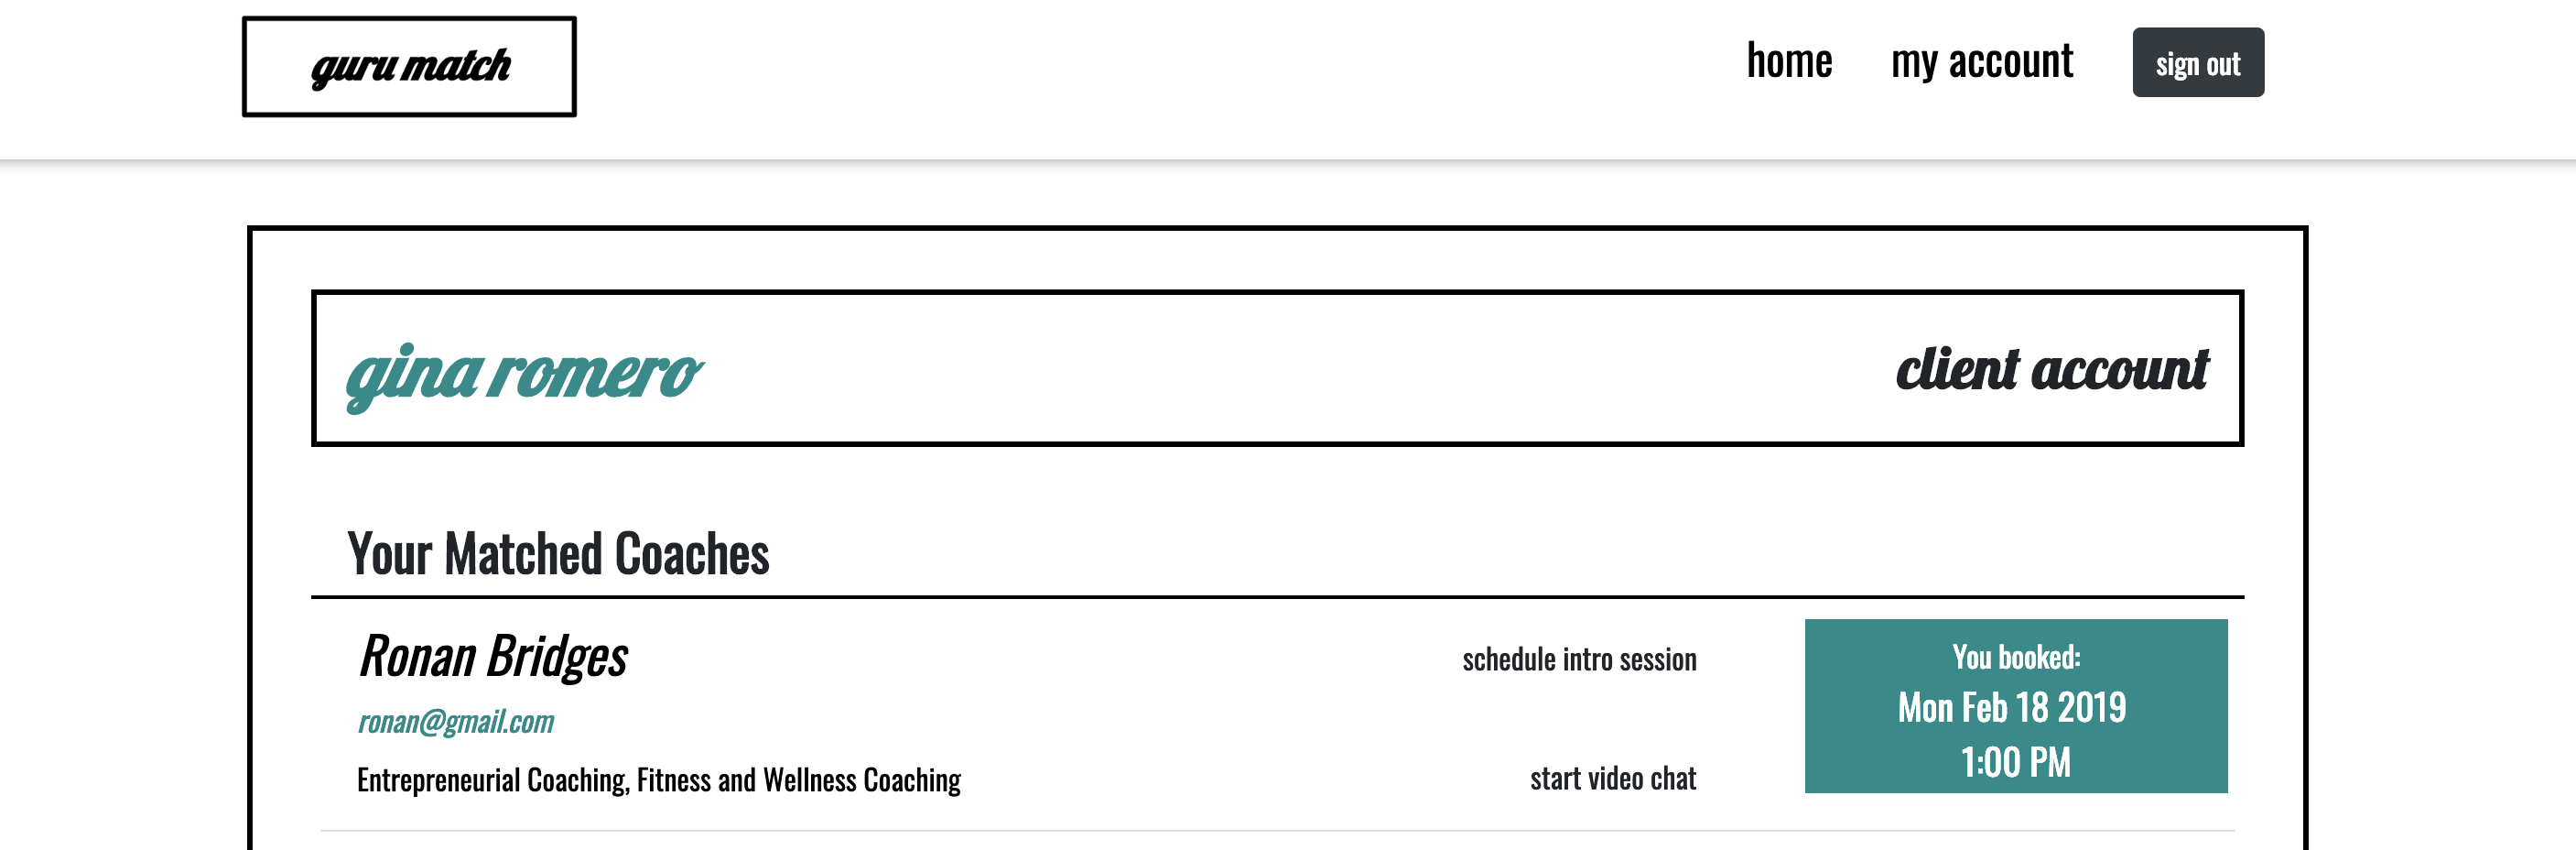 guru match
home
my account
sign out
gina romero
client account
Your Matched Coaches
Ronan Bridges
ronan@gmail.com
Entrepreneurial Coaching, Fitness and Wellness Coaching
schedule intro session
start video chat
You booked:
Mon Feb 18 2019
1:00 PM